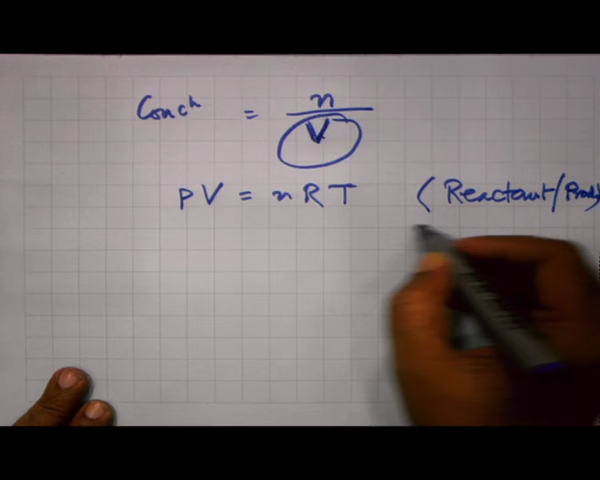 Concn = n / V
PV = nRT (Reactant/Prod)